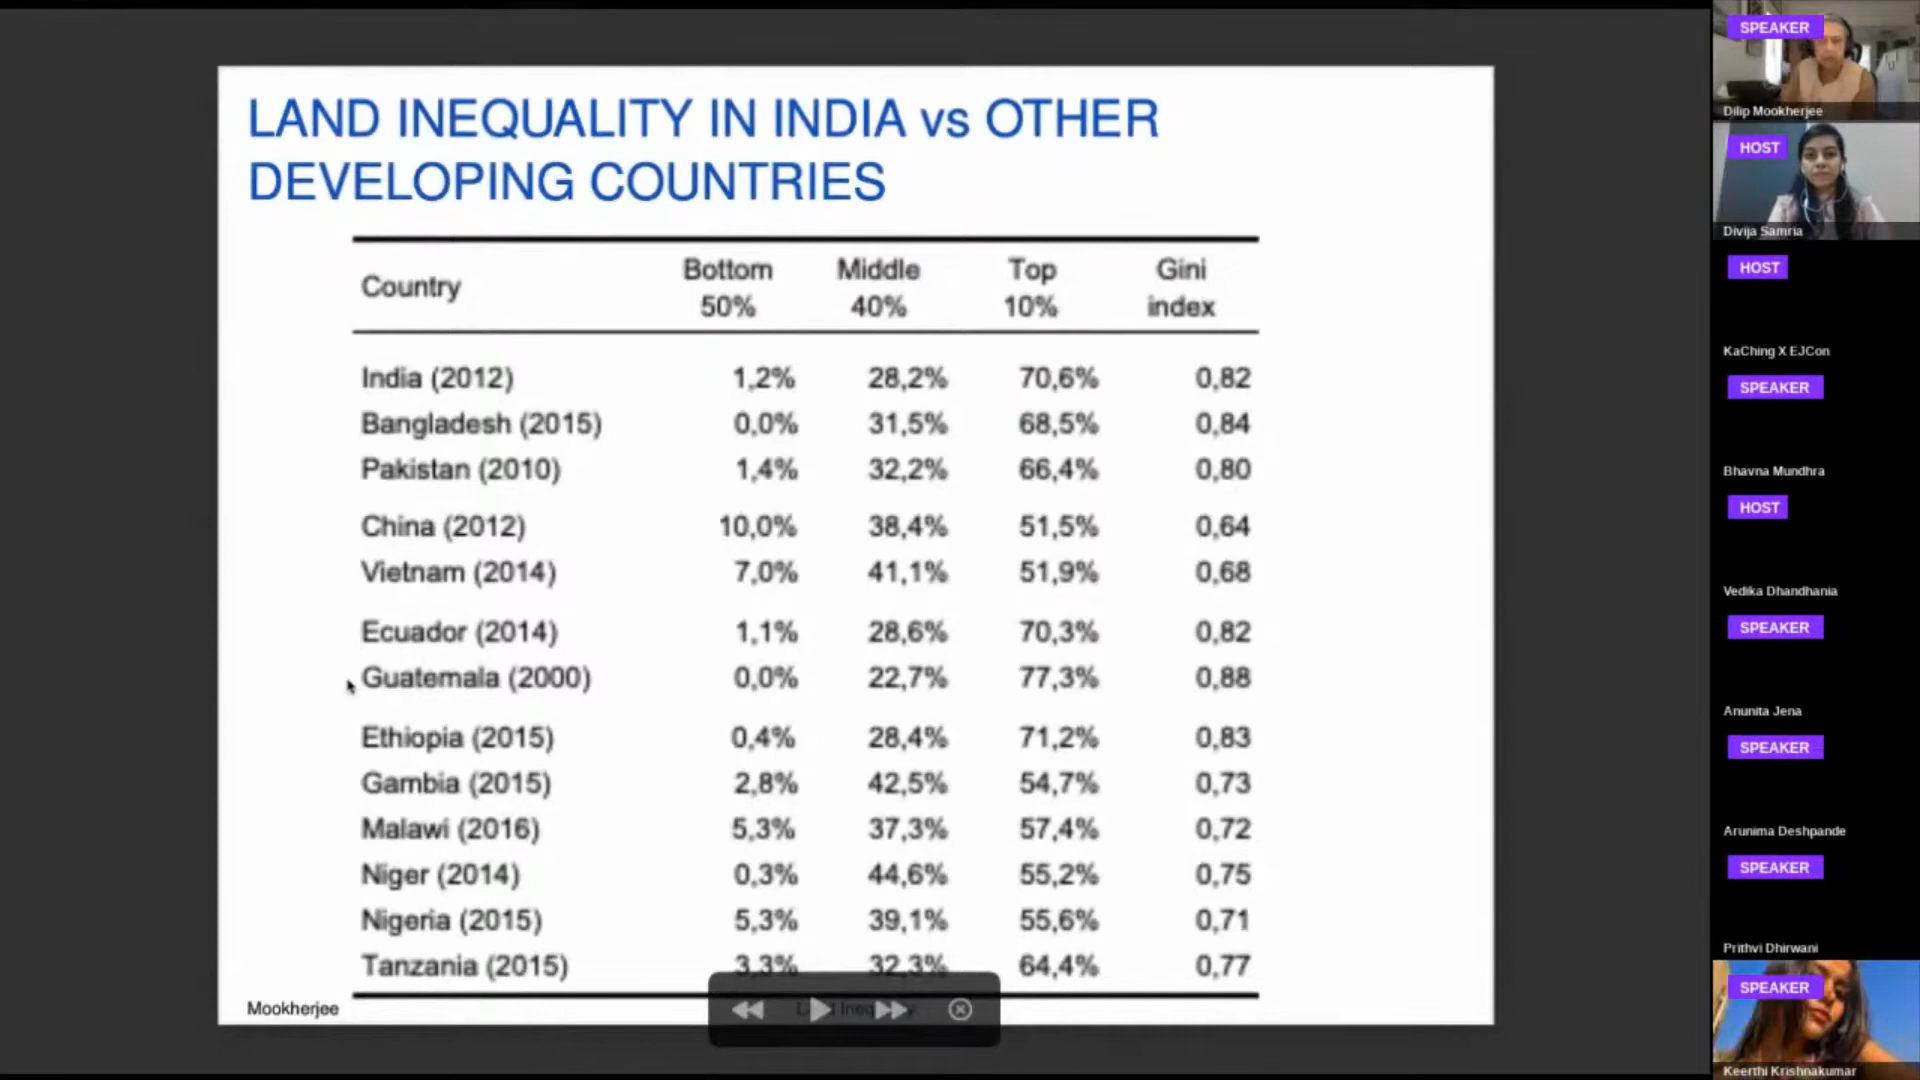 LAND INEQUALITY IN INDIA vs OTHER
DEVELOPING COUNTRIES
Country Bottom 50% Middle 40% Top 10% Gini index
India (2012) 1,2% 28,2% 70,6% 0,82
Bangladesh (2015) 0,0% 31,5% 68,5% 0,84
Pakistan (2010) 1,4% 32,2% 66,4% 0,80
China (2012) 10,0% 38,4% 51,5% 0,64
Vietnam (2014) 7,0% 41,1% 51,9% 0,68
Ecuador (2014) 1,1% 28,6% 70,3% 0,82
Guatemala (2000) 0,0% 22,7% 77,3% 0,88
Ethiopia (2015) 0,4% 28,4% 71,2% 0,83
Gambia (2015) 2,8% 42,5% 54,7% 0,73
Malawi (2016) 5,3% 37,3% 57,4% 0,72
Niger (2014) 0,3% 44,6% 55,2% 0,75
Nigeria (2015) 5,3% 39,1% 55,6% 0,71
Tanzania (2015) 3,3% 32,3% 64,4% 0,77
Mookherjee
SPEAKER
Dilip Mookherjee
HOST
Divija Samria
HOST
KaChing X EJCon
SPEAKER
Bhavna Mundhra
HOST
Vedika Dhandhania
SPEAKER
Anunita Jena
SPEAKER
Arunima Deshpande
SPEAKER
Prithvi Dhirwani
SPEAKER
Keerthi Krishnakumar